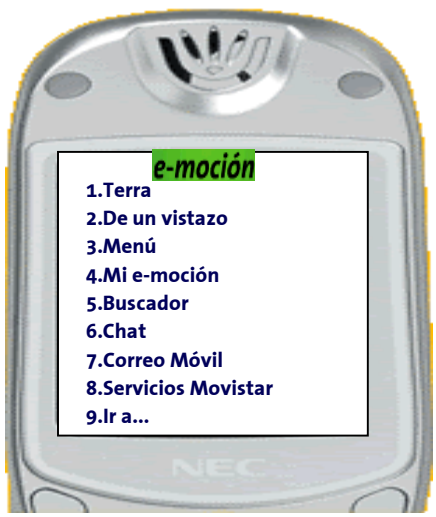 e-moción
1.Terra
2.De un vistazo
3.Menú
4.Mi e-moción
5.Buscador
6.Chat
7.Correo Móvil
8.Servicios Movistar
9.Ir a...
NEC